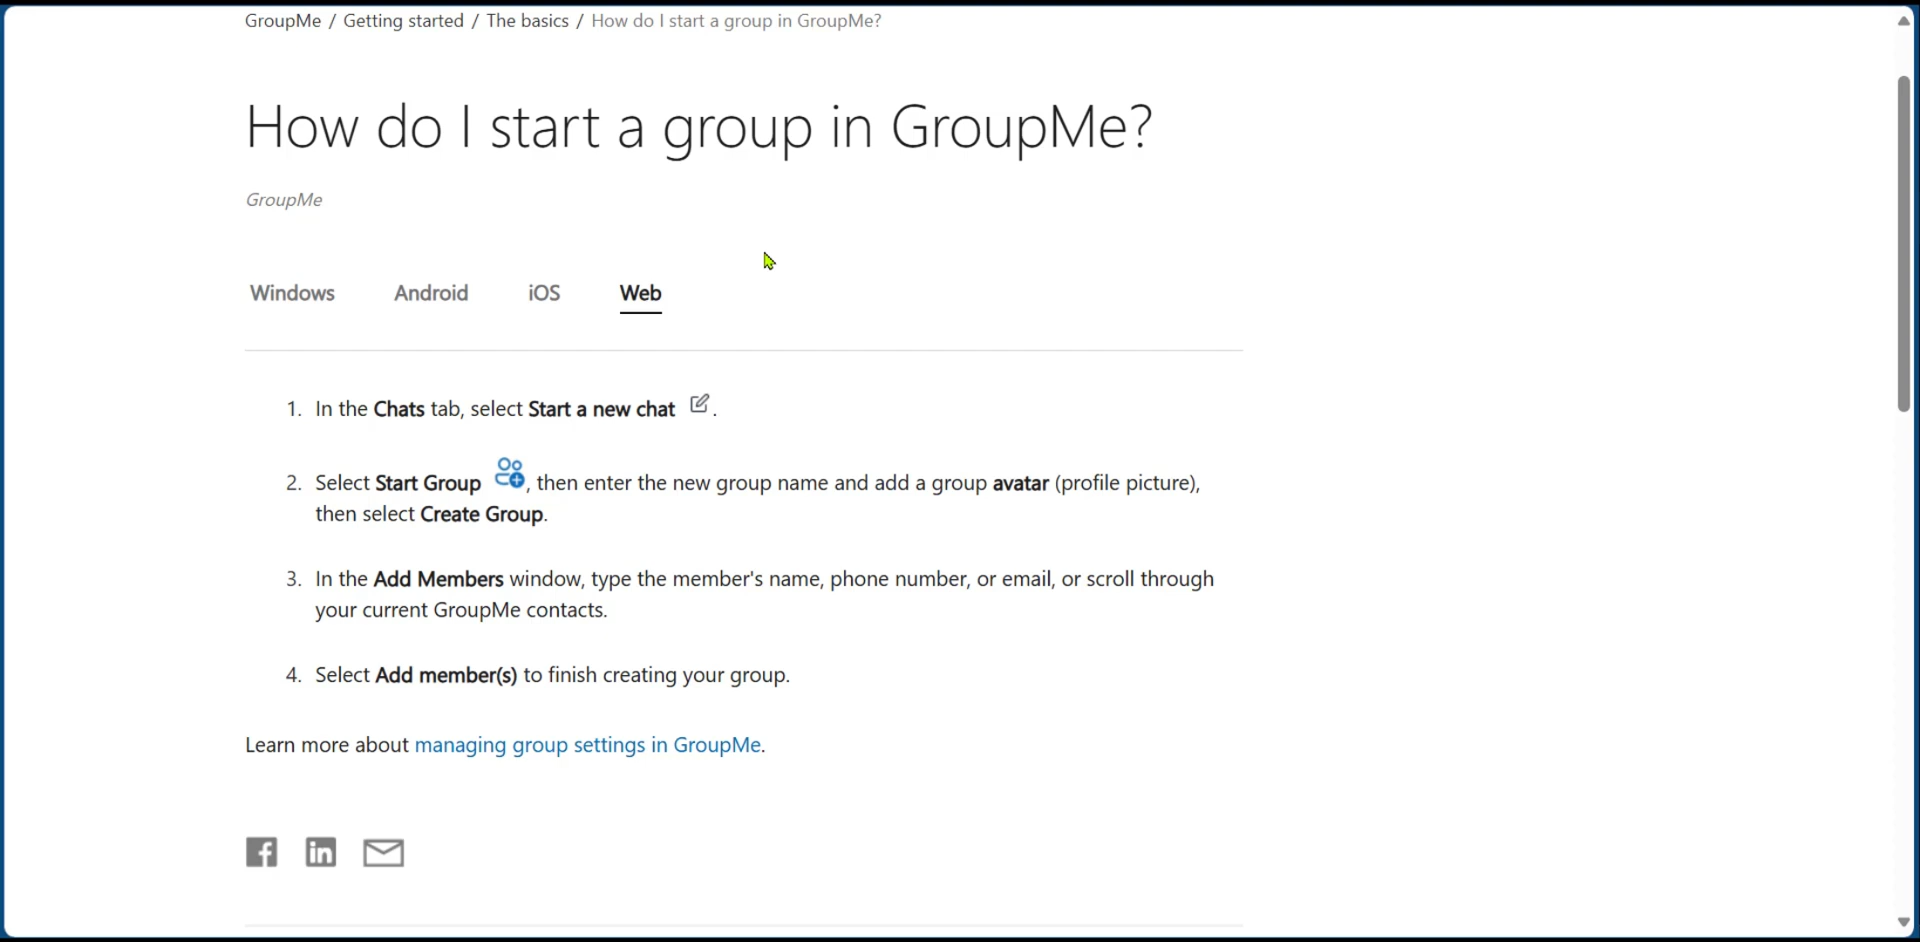 GroupMe / Getting started / The basics / How do I start a group in GroupMe?
How do I start a group in GroupMe?
GroupMe
Windows Android iOS Web
1. In the Chats tab, select Start a new chat .
2. Select Start Group , then enter the new group name and add a group avatar (profile picture),
then select Create Group.
3. In the Add Members window, type the member's name, phone number, or email, or scroll through
your current GroupMe contacts.
4. Select Add member(s) to finish creating your group.
Learn more about managing group settings in GroupMe.